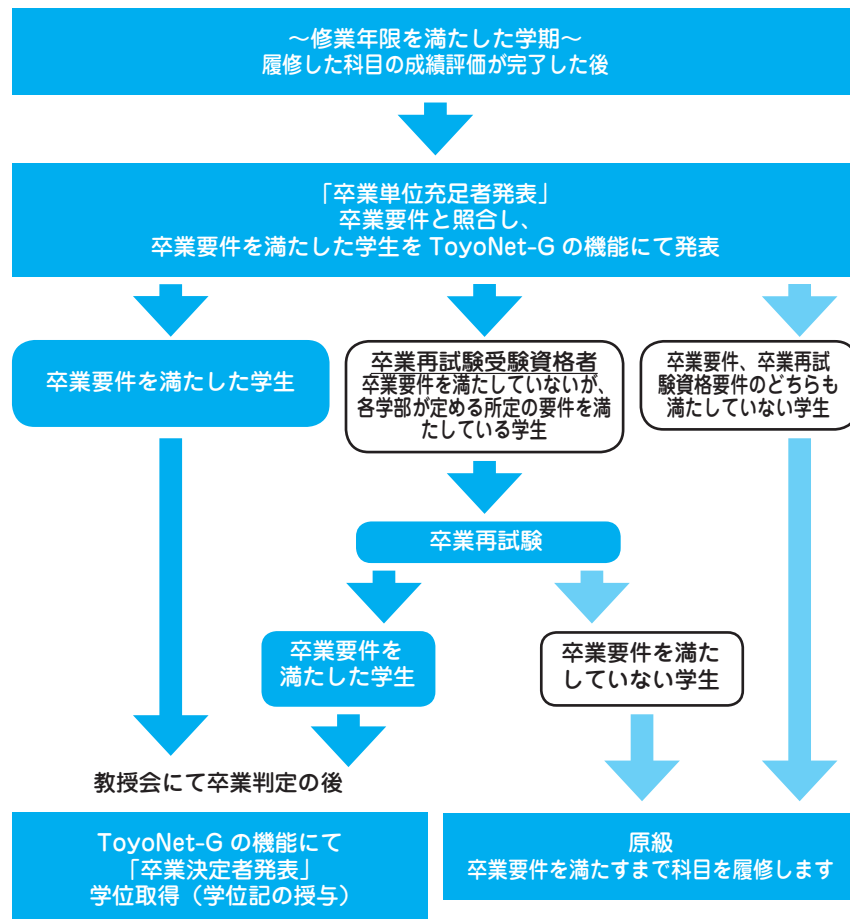 ～修業年限を満たした学期～
履修した科目の成績評価が完了した後
「卒業単位充足者発表」
卒業要件と照合し、
卒業要件を満たした学生を ToyoNet-G の機能にて発表
卒業要件を満たした学生
卒業再試験受験資格者
卒業要件を満たしていないが、
各学部が定める所定の要件を満
たしている学生
卒業要件、卒業再試
験資格要件のどちらも
満たしていない学生
卒業再試験
卒業要件を
満たした学生
卒業要件を満た
していない学生
教授会にて卒業判定の後
ToyoNet-G の機能にて
「卒業決定者発表」
学位取得（学位記の授与）
原級
卒業要件を満たすまで科目を履修します